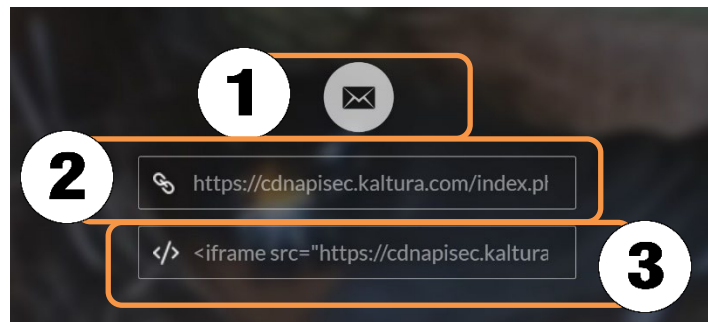 1
2
https://cdnapisec.kaltura.com/index.pl
</> <iframe src="https://cdnapisec.kaltura
3